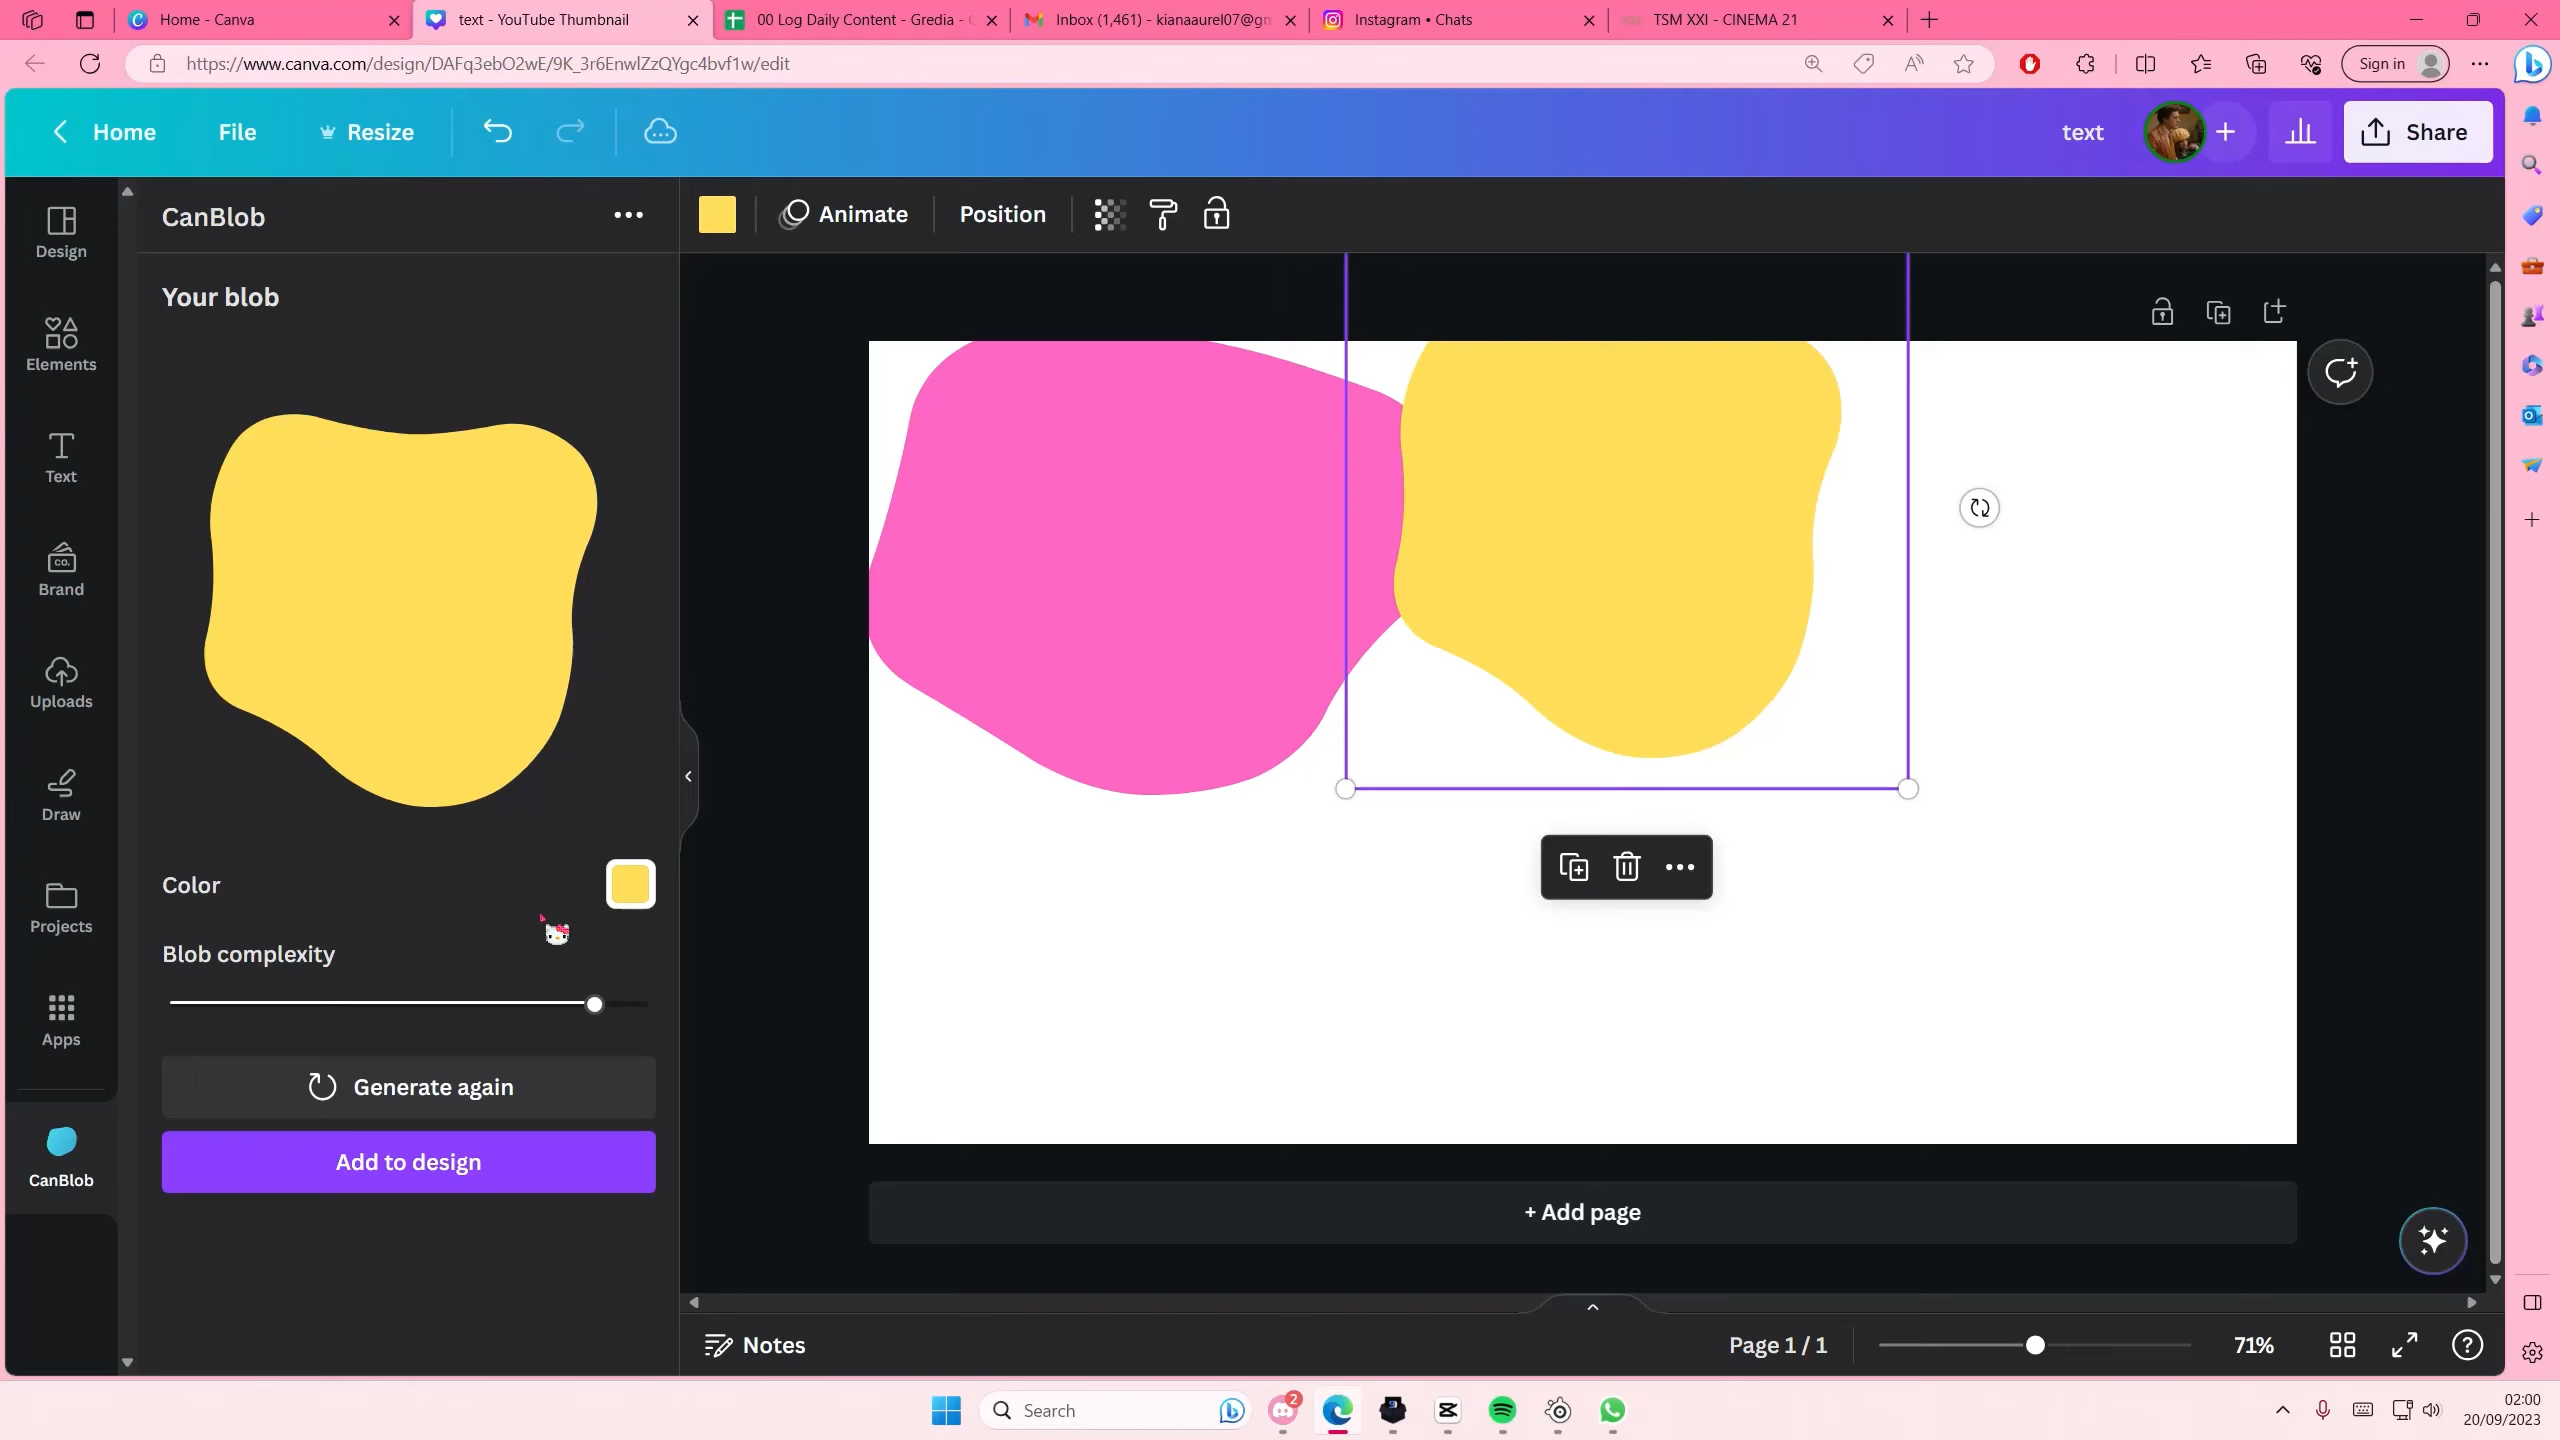 Home - Canva
text - YouTube Thumbnail
00 Log Daily Content - Gredia -
Inbox (1,461) - kianaaurel07@gm
Instagram • Chats
TSM XXI - CINEMA 21
https://www.canva.com/design/DAFq3ebO2wE/9K_3r6EnwlZzQYgc4bvf1w/edit
Sign in
Home
File
Resize
text
Share
Design
Elements
Text
CO.
Brand
Uploads
Draw
Projects
Apps
CanBlob
CanBlob
Your blob
Color
Blob complexity
Generate again
Add to design
Animate
Position
+ Add page
Notes
Page 1 / 1
71%
Search
2
02:00
20/09/2023